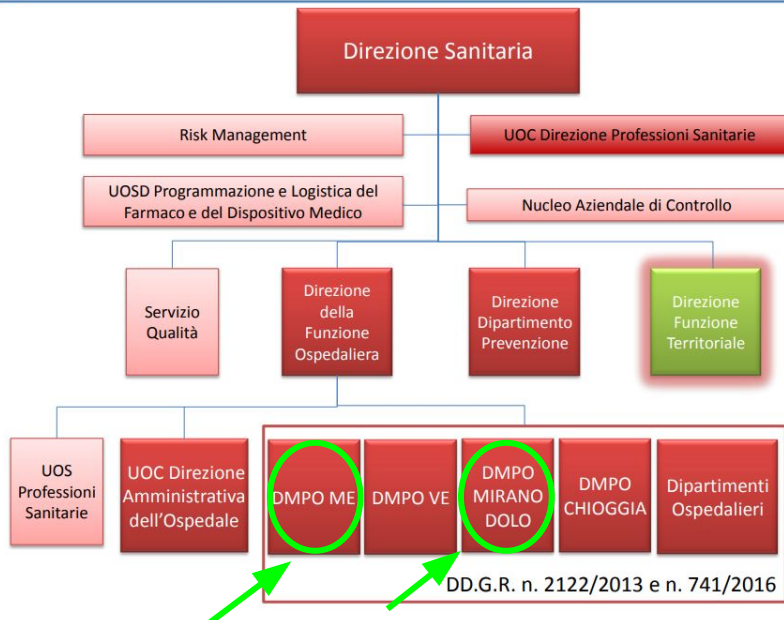 Direzione Sanitaria
Risk Management
UOC Direzione Professioni Sanitarie
UOSD Programmazione e Logistica del
Farmaco e del Dispositivo Medico
Nucleo Aziendale di Controllo
Servizio
Qualità
Direzione
della
Funzione
Ospedaliera
Direzione
Dipartimento
Prevenzione
Direzione
Funzione
Territoriale
UOS
Professioni
Sanitarie
UOC Direzione
Amministrativa
dell'Ospedale
DMPO ME
DMPO VE
DMPO
MIRANO
DOLO
DMPO
CHIOGGIA
Dipartimenti
Ospedalieri
DD.G.R. n. 2122/2013 e n. 741/2016